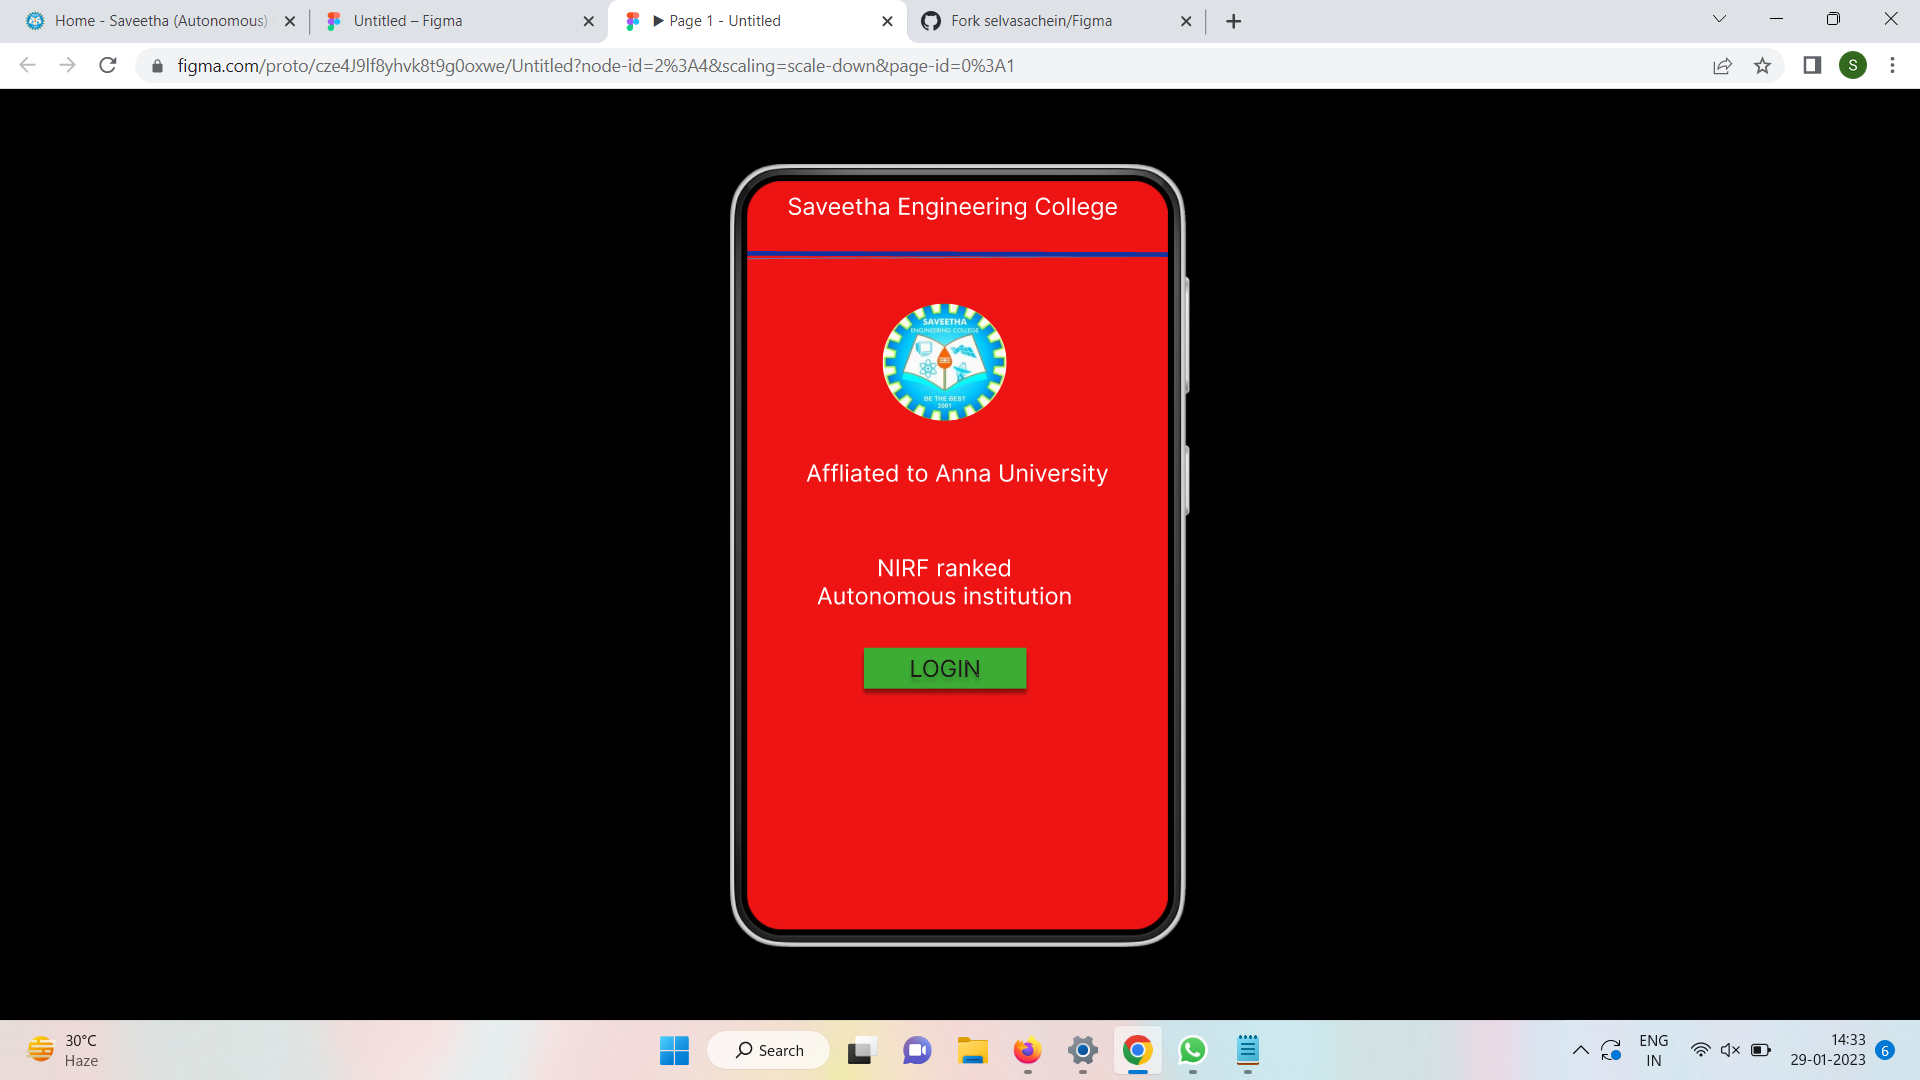 Home - Saveetha (Autonomous)
Untitled – Figma
Page 1 - Untitled
Fork selvasachein/Figma
figma.com/proto/cze4J9lf8yhvk8t9g0oxwe/Untitled?node-id=2%3A4&scaling=scale-down&page-id=0%3A1
S
Saveetha Engineering College
SAVEETHA
ENGINEERING COLLEGE
BE THE BEST
2001
Affliated to Anna University
NIRF ranked
Autonomous institution
LOGIN
30°C
Haze
Search
ENG
IN
14:33
29-01-2023
6